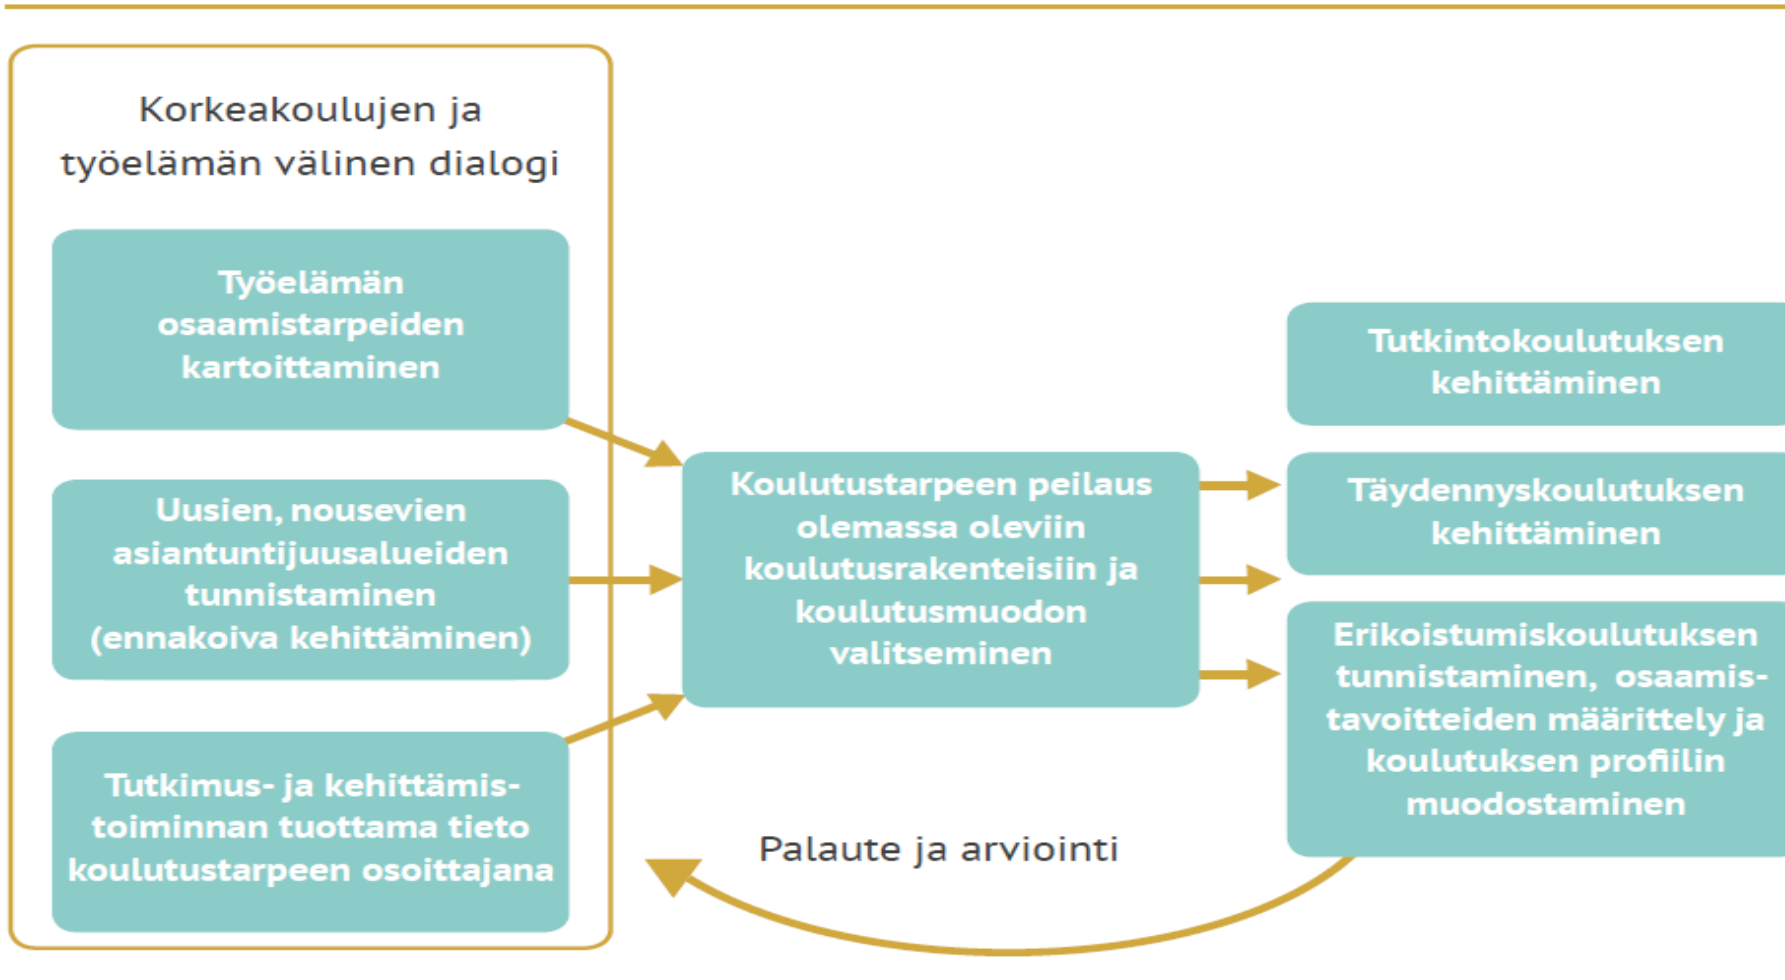 Korkeakoulujen ja
työelämän välinen dialogi
Työelämän
osaamistarpeiden
kartoittaminen
Uusien, nousevien
asiantuntijuusalueiden
tunnistaminen
(ennakoiva kehittäminen)
Tutkimus- ja kehittämis-
toiminnan tuottama tieto
koulutustarpeen osoittajana
Koulutustarpeen peilaus
olemassa oleviin
koulutusrakenteisiin ja
koulutusmuodon
valitseminen
Tutkintokoulutuksen
kehittäminen
Täydennyskoulutuksen
kehittäminen
Erikoistumiskoulutuksen
tunnistaminen, osaamis-
tavoitteiden määrittely ja
koulutuksen profiilin
muodostaminen
Palaute ja arviointi